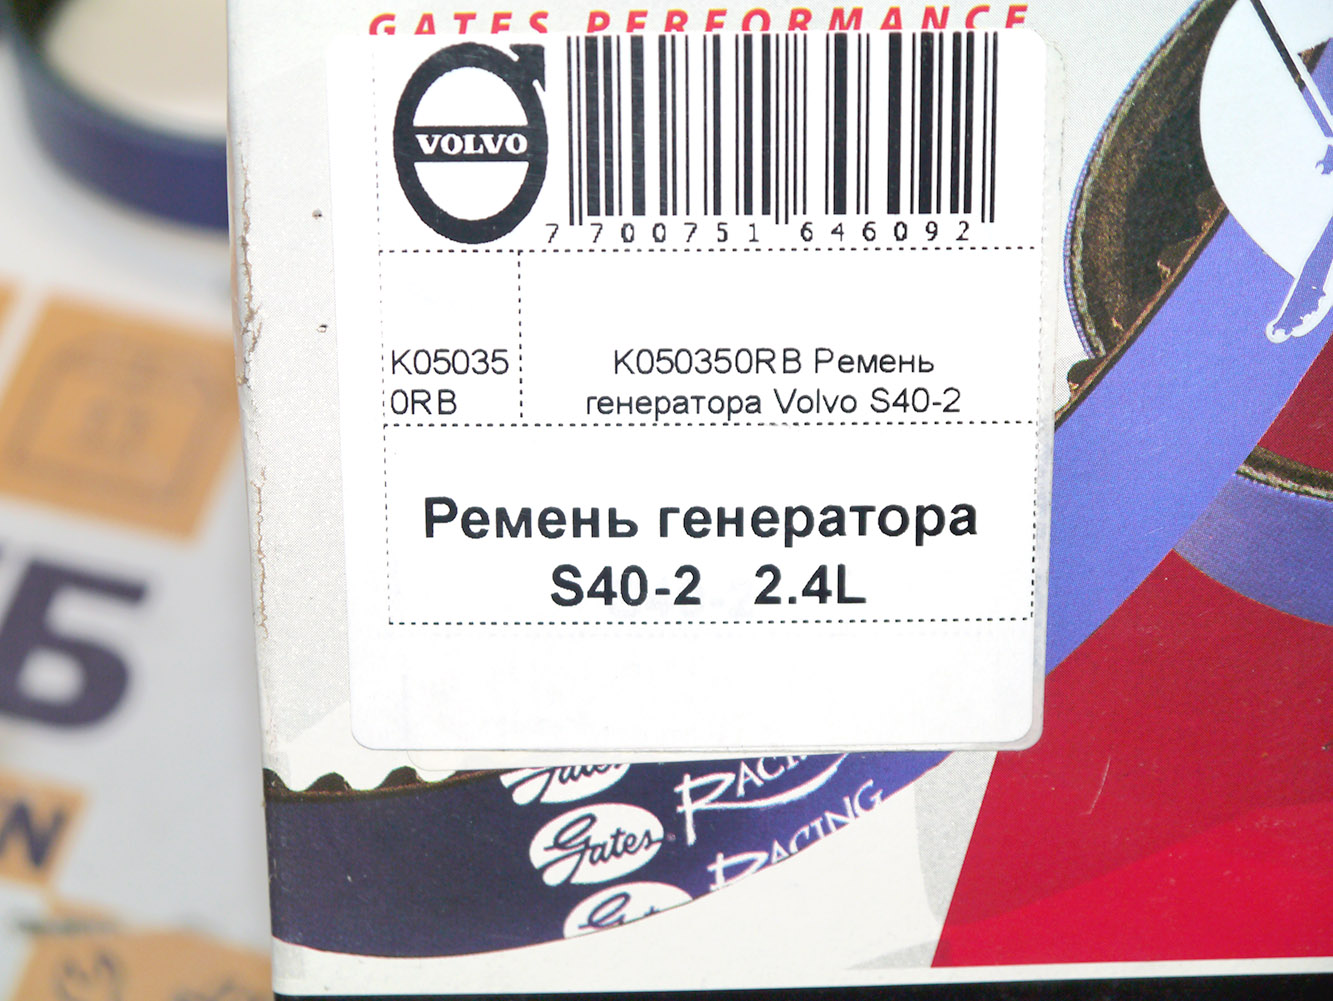 GATES PERFORMANCE
VOLVO
7 700751 646092
K05035
0RB
K050350RB Ремень
генератора Volvo S40-2
Ремень генератора
S40-2 2.4L
Gates RACING
Gates RACING
Gates
Б
N